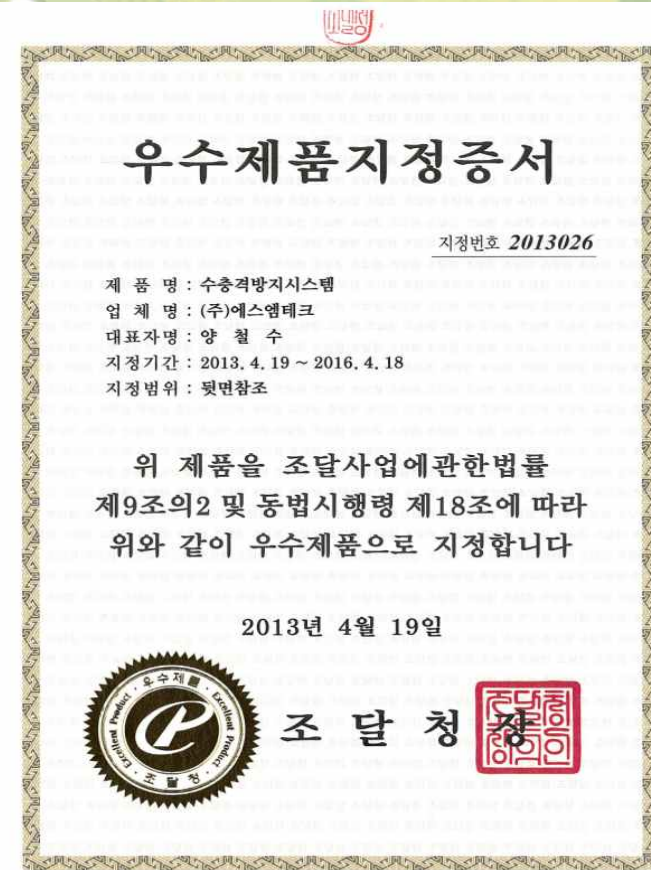 우수제품지정증서
지정번호 2013026
제 품 명 : 수충격방지시스템
업 체 명 : (주)에스엠테크
대표자명 : 양 철 수
지정기간 : 2013. 4. 19 ~ 2016. 4. 18
지정범위 : 뒷면참조
위 제품을 조달사업에관한법률
제9조의2 및 동법시행령 제18조에 따라
위와 같이 우수제품으로 지정합니다
2013년 4월 19일
· 우수제품 ·
Excellent Product
Excellent Product
· 조달청 ·
조 달 청 장